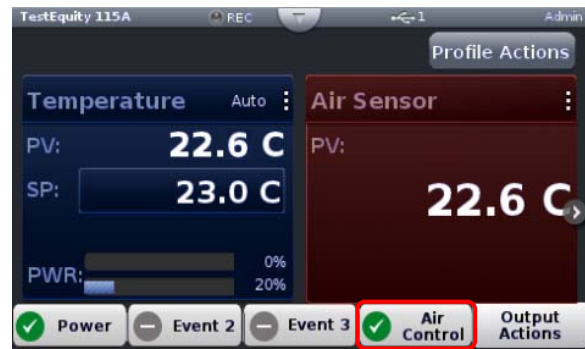 TestEquity 115A REC 1 Admin
Profile Actions
Temperature Auto
PV: 22.6 C
SP: 23.0 C
PWR: 0%
20%
Air Sensor
PV:
22.6 C
Power Event 2 Event 3 Air Control Output Actions